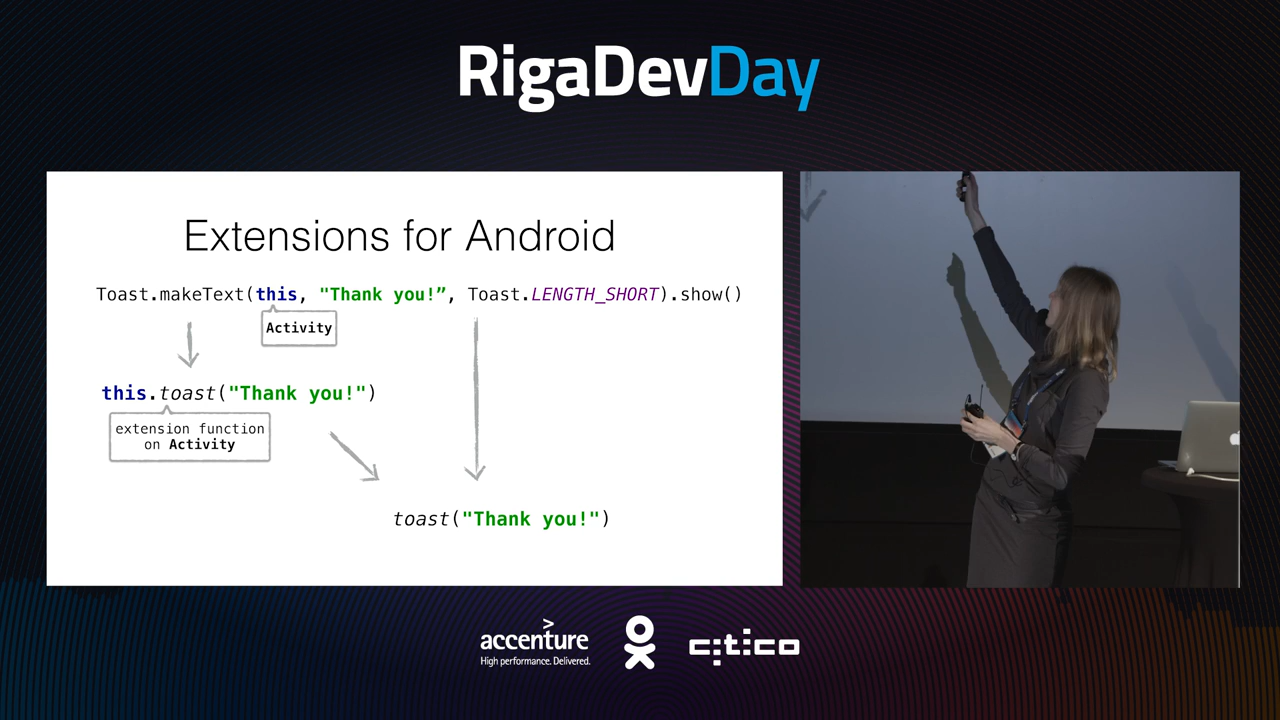 RigaDevDay
Extensions for Android
Toast.makeText(this, "Thank you!”, Toast.LENGTH_SHORT).show()
Activity
this.toast("Thank you!")
extension function
on Activity
toast("Thank you!")
accenture
High performance. Delivered.
citico